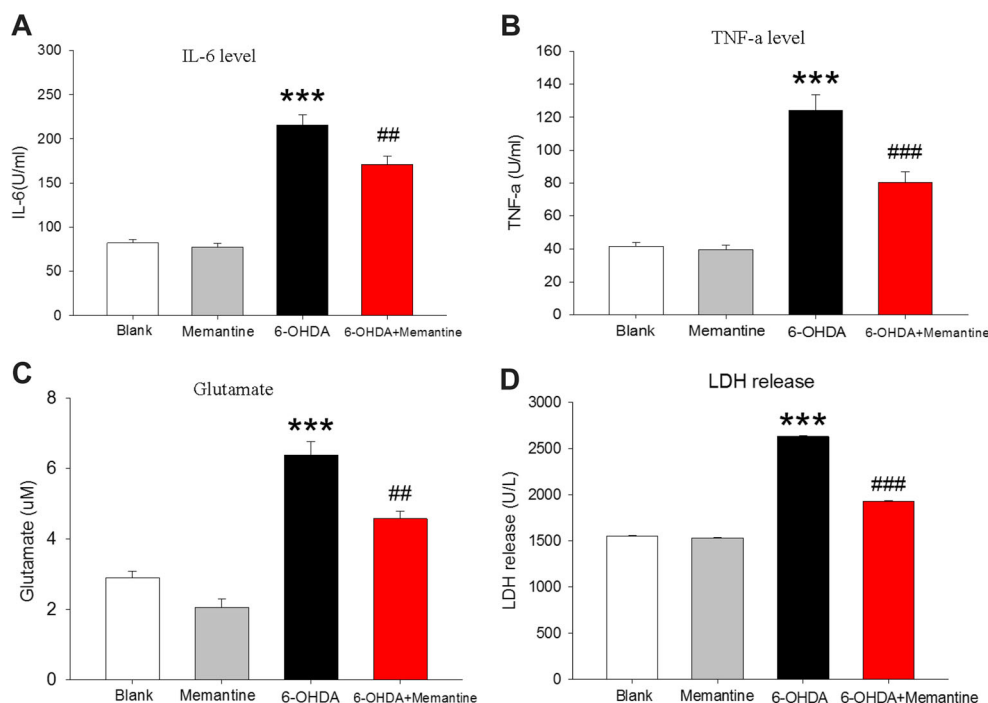 A
IL-6 level
IL-6(U/ml)
300
250
200
150
100
50
0
***
##
Blank Memantine 6-OHDA 6-OHDA+Memantine
B
TNF-a level
TNF-a (U/ml)
160
140
120
100
80
60
40
20
0
***
###
Blank Memantine 6-OHDA 6-OHDA+Memantine
C
Glutamate
Glutamate (uM)
8
6
4
2
0
***
##
Blank Memantine 6-OHDA 6-OHDA+Memantine
D
LDH release
LDH release (U/L)
3000
2500
2000
1500
1000
500
0
***
###
Blank Memantine 6-OHDA 6-OHDA+Memantine